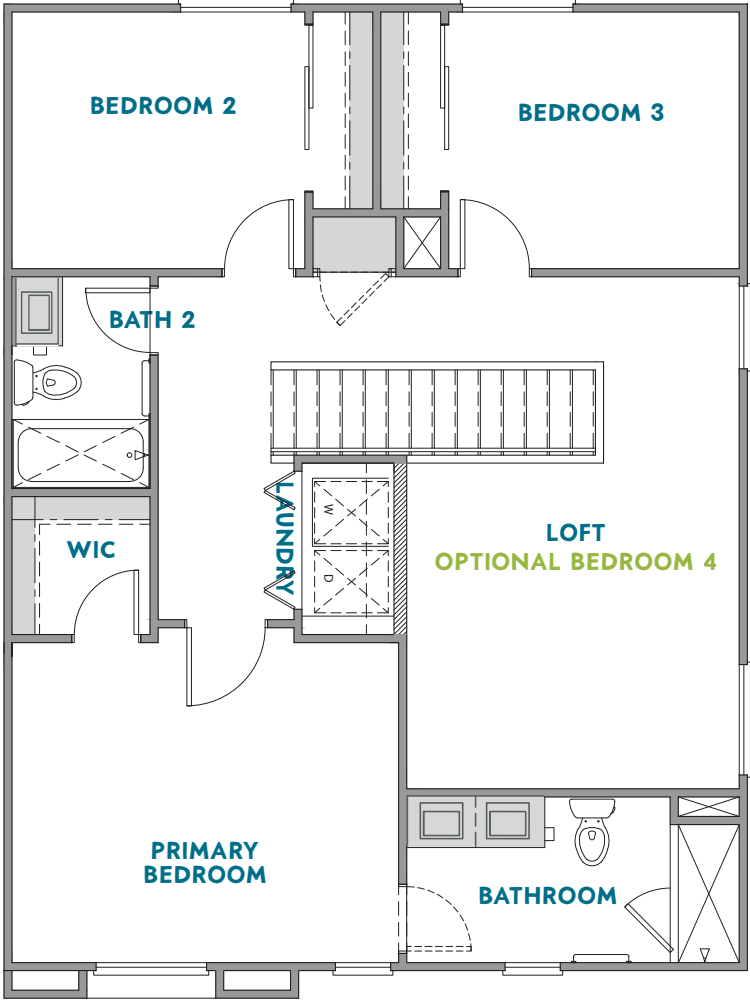 BEDROOM 2
BEDROOM 3
BATH 2
LAUNDRY
W
D
WIC
LOFT
OPTIONAL BEDROOM 4
PRIMARY
BEDROOM
BATHROOM